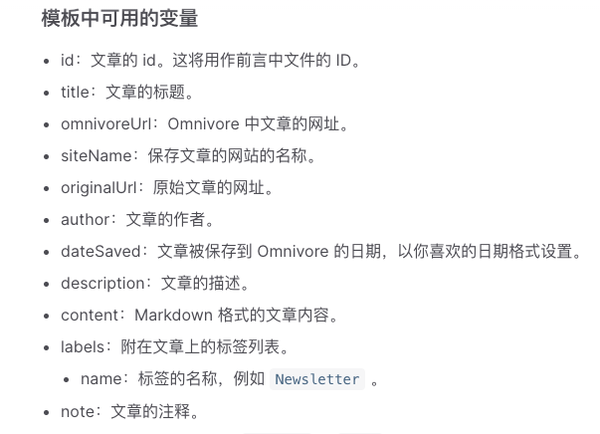 模板中可用的变量
• id：文章的 id。这将用作前言中文件的 ID。
• title：文章的标题。
• omnivoreUrl：Omnivore 中文章的网址。
• siteName：保存文章的网站的名称。
• originalUrl：原始文章的网址。
• author：文章的作者。
• dateSaved：文章被保存到 Omnivore 的日期，以你喜欢的日期格式设置。
• description：文章的描述。
• content：Markdown 格式的文章内容。
• labels：附在文章上的标签列表。
• name：标签的名称，例如 Newsletter 。
• note：文章的注释。